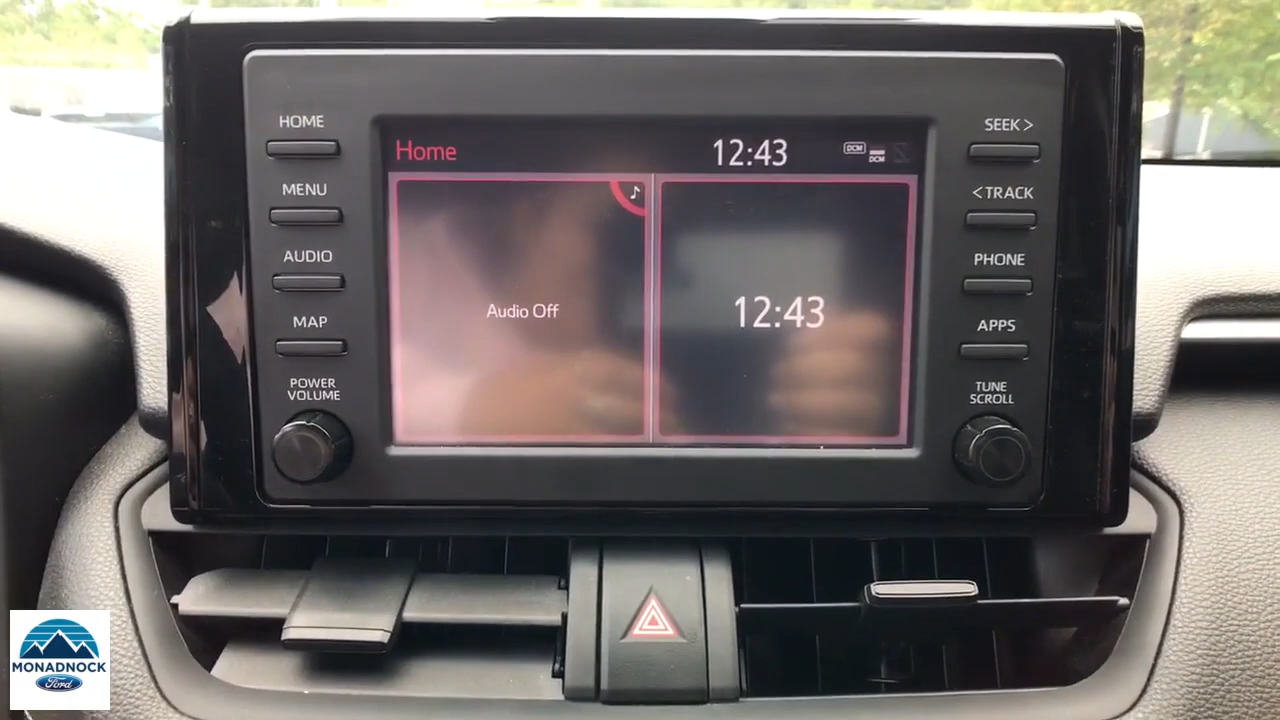 HOME
MENU
AUDIO
MAP
POWER
VOLUME
Home
12:43
DCM
DCM
Audio Off
12:43
SEEK >
< TRACK
PHONE
APPS
TUNE
SCROLL
MONADNOCK
Ford